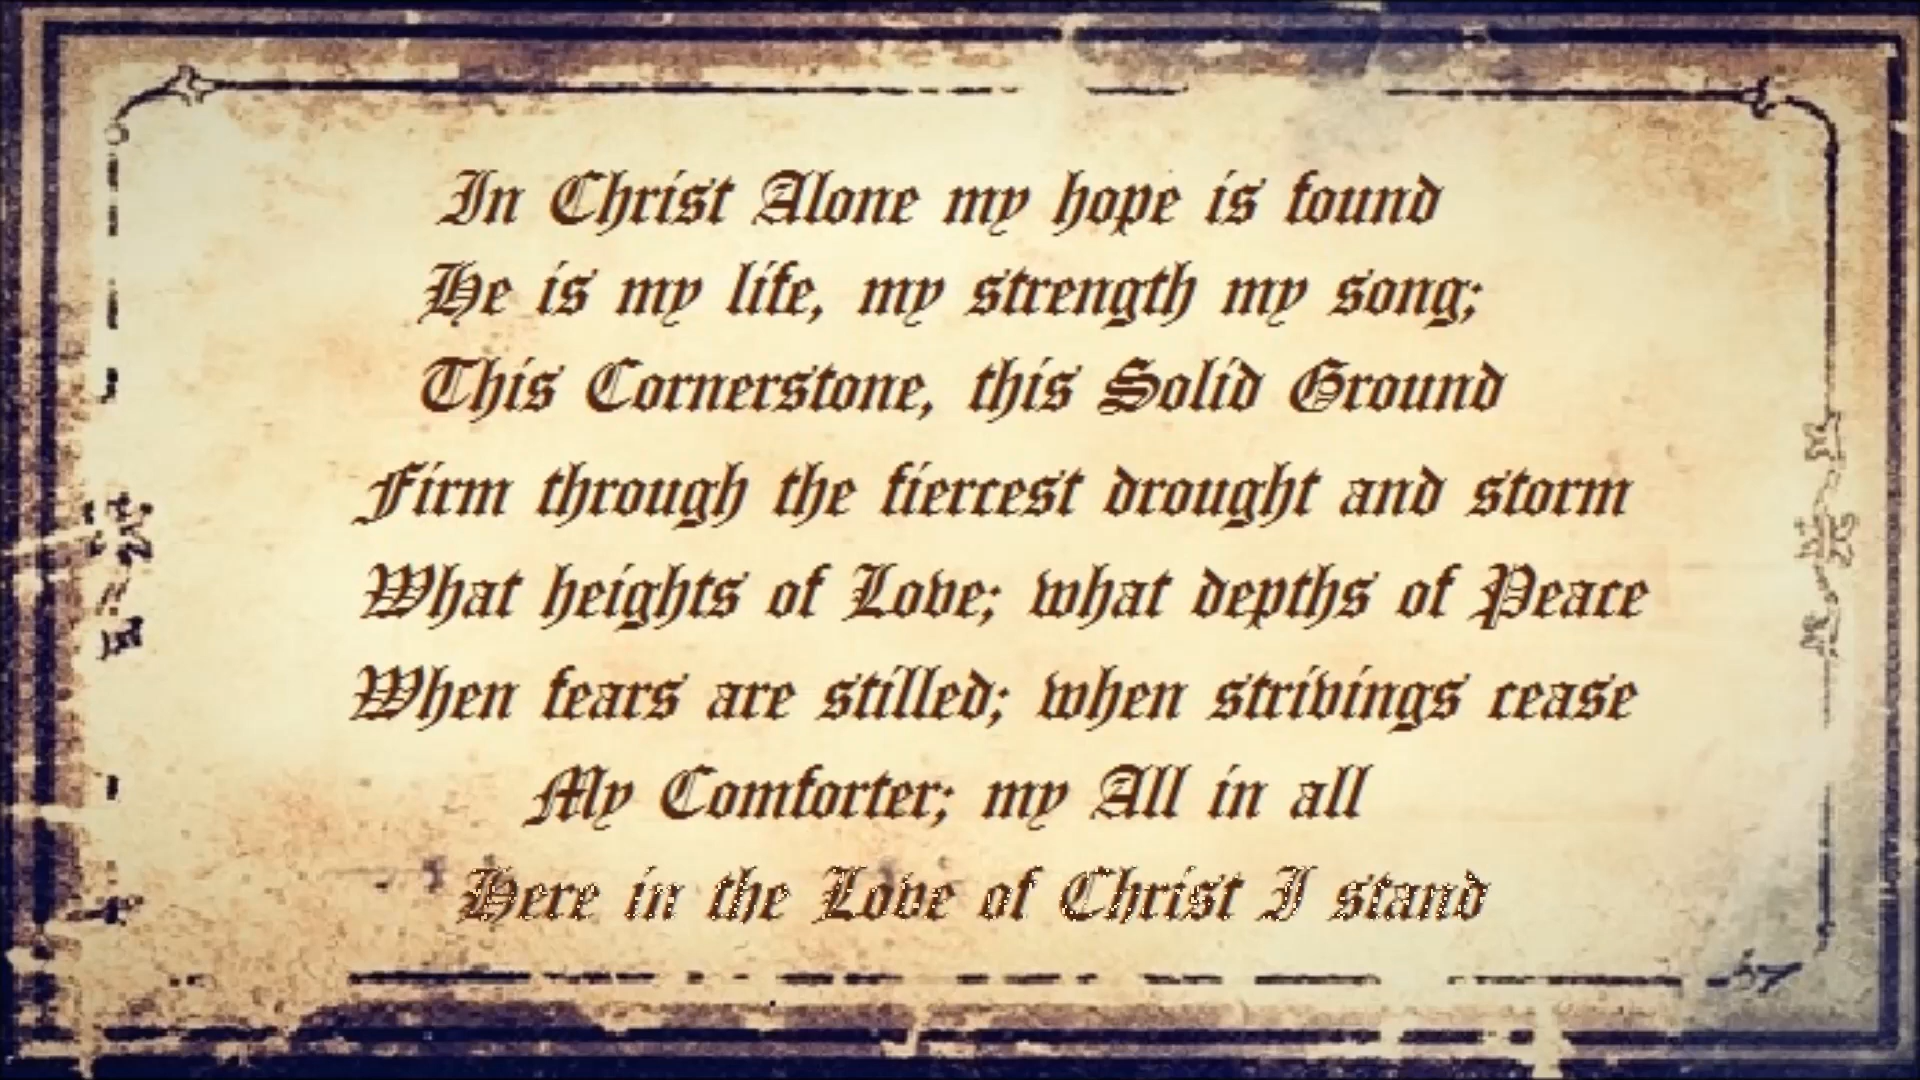 In Christ Alone my hope is found
He is my life, my strength my song;
This Cornerstone, this Solid Ground
Firm through the fiercest drought and storm
What heights of Love; what depths of Peace
When fears are stilled; when strivings cease
My Comforter; my All in all
Here in the Love of Christ I stand